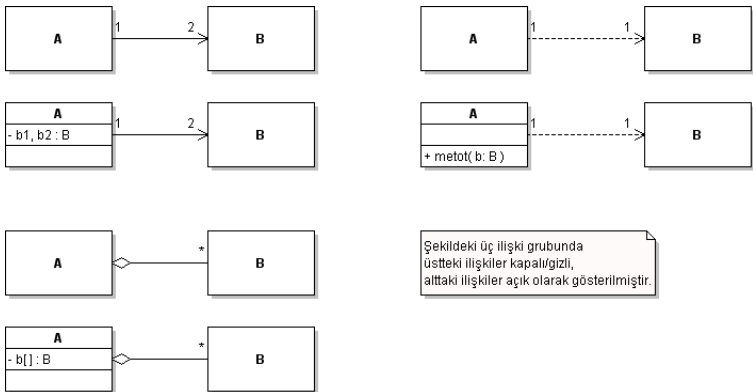 A 1 2 B
A 1 1 B
A
- b1, b2 : B
1 2 B
A
+ metot( b: B )
1 1 B
A * B
A
- b[ ] : B
* B
Şekildeki üç ilişki grubunda
üstteki ilişkiler kapalı/gizli,
alttaki ilişkiler açık olarak gösterilmiştir.